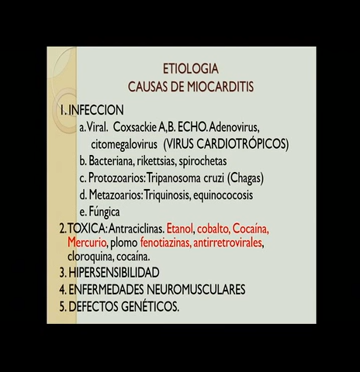 ETIOLOGIA
CAUSAS DE MIOCARDITIS
1. INFECCION
a. Viral. Coxsackie A,B. ECHO. Adenovirus,
citomegalovirus (VIRUS CARDIOTRÓPICOS)
b. Bacteriana, rikettsias, spirochetas
c. Protozoarios: Tripanosoma cruzi (Chagas)
d. Metazoarios: Triquinosis, equinococosis
e. Fúngica
2. TOXICA: Antraciclinas. Etanol, cobalto, Cocaína,
Mercurio, plomo fenotiazinas, antirretrovirales,
cloroquina, cocaína.
3. HIPERSENSIBILIDAD
4. ENFERMEDADES NEUROMUSCULARES
5. DEFECTOS GENÉTICOS.